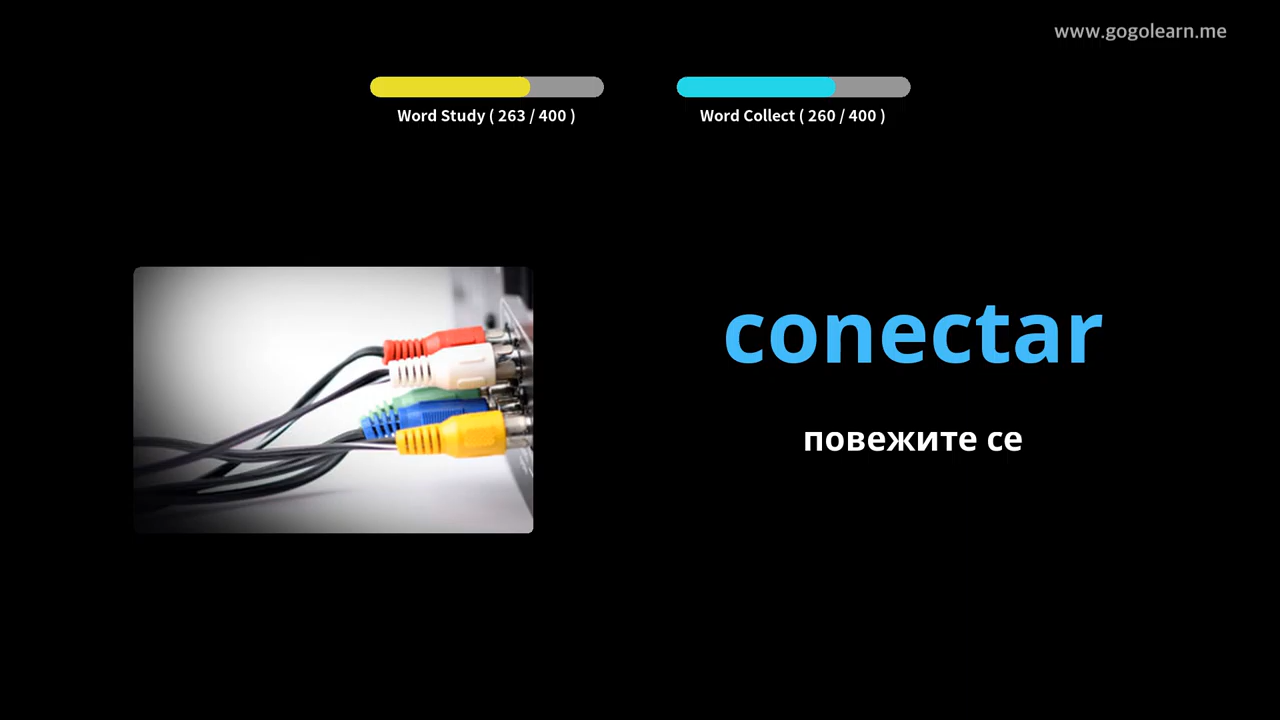 www.gogolearn.me
Word Study ( 263 / 400 )
Word Collect ( 260 / 400 )
conectar
повежите се